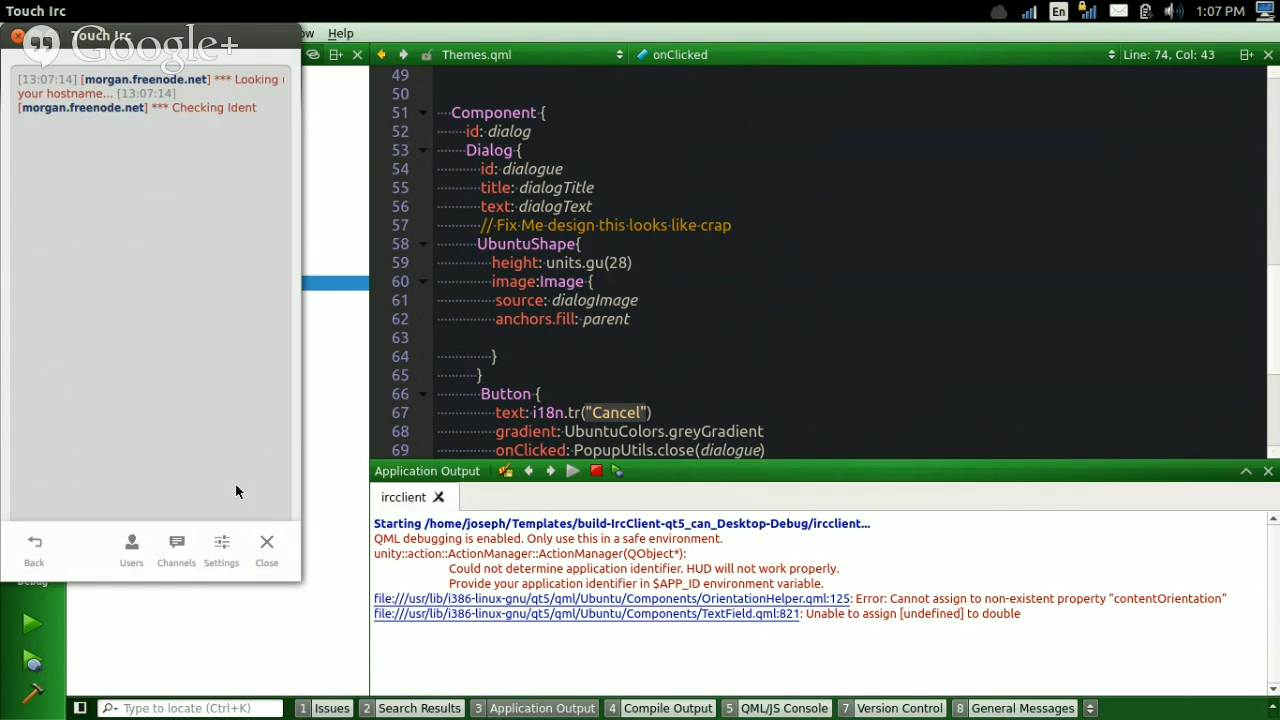 Touch Irc
En
1:07 PM
Touch Irc
Google+
ow Help
Themes.qml
onClicked
Line: 74, Col: 43
[13:07:14] [morgan.freenode.net] *** Looking
your hostname... [13:07:14]
[morgan.freenode.net] *** Checking Ident
49
50
51 Component {
52 id: dialog
53 Dialog {
54 id: dialogue
55 title: dialogTitle
56 text: dialogText
57 // Fix Me design this looks like crap
58 UbuntuShape{
59 height: units.gu(28)
60 image:Image {
61 source: dialogImage
62 anchors.fill: parent
63
64 }
65 }
66 Button {
67 text: i18n.tr("Cancel")
68 gradient: UbuntuColors.greyGradient
69 onClicked: PopupUtils.close(dialogue)
Application Output
ircclient
Starting /home/joseph/Templates/build-IrcClient-qt5_can_Desktop-Debug/ircclient...
QML debugging is enabled. Only use this in a safe environment.
unity::action::ActionManager::ActionManager(QObject*):
Could not determine application identifier. HUD will not work properly.
Provide your application identifier in $APP_ID environment variable.
file:///usr/lib/i386-linux-gnu/qt5/qml/Ubuntu/Components/OrientationHelper.qml:125: Error: Cannot assign to non-existent property "contentOrientation"
file:///usr/lib/i386-linux-gnu/qt5/qml/Ubuntu/Components/TextField.qml:821: Unable to assign [undefined] to double
Back Users Channels Settings Close
Debug
Type to locate (Ctrl+K)
1 Issues 2 Search Results 3 Application Output 4 Compile Output 5 QML/JS Console 7 Version Control 8 General Messages